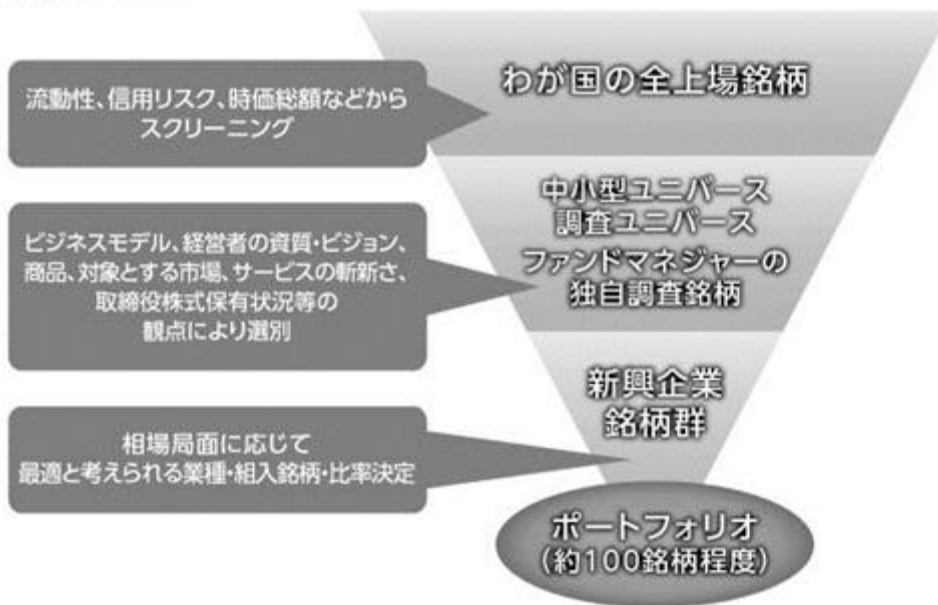 わが国の全上場銘柄
流動性、信用リスク、時価総額などから
スクリーニング
中小型ユニバース
調査ユニバース
ファンドマネジャーの
独自調査銘柄
ビジネスモデル、経営者の資質・ビジョン、
商品、対象とする市場、サービスの斬新さ、
取締役株式保有状況等の
観点により選別
新興企業
銘柄群
相場局面に応じて
最適と考えられる業種・組入銘柄・比率決定
ポートフォリオ
(約100銘柄程度)